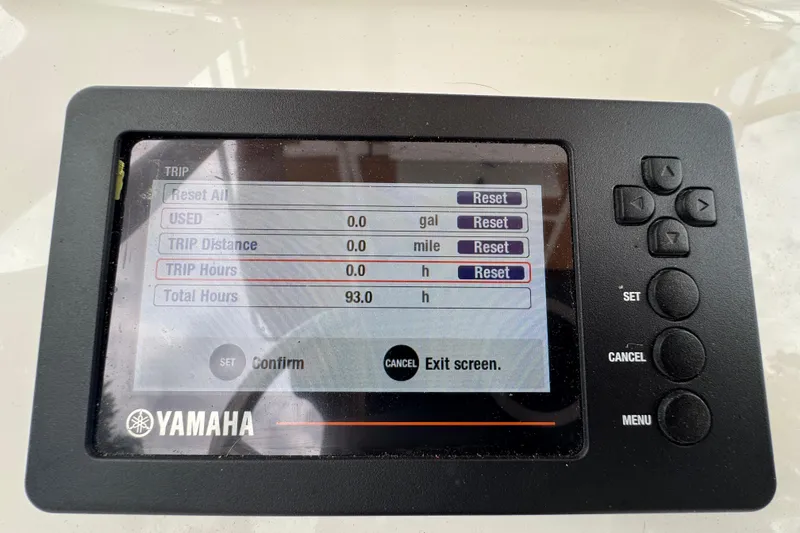 TRIP
Reset All Reset
USED 0.0 gal Reset
TRIP Distance 0.0 mile Reset
TRIP Hours 0.0 h Reset
Total Hours 93.0 h
SET Confirm CANCEL Exit screen.
YAMAHA
SET
CANCEL
MENU